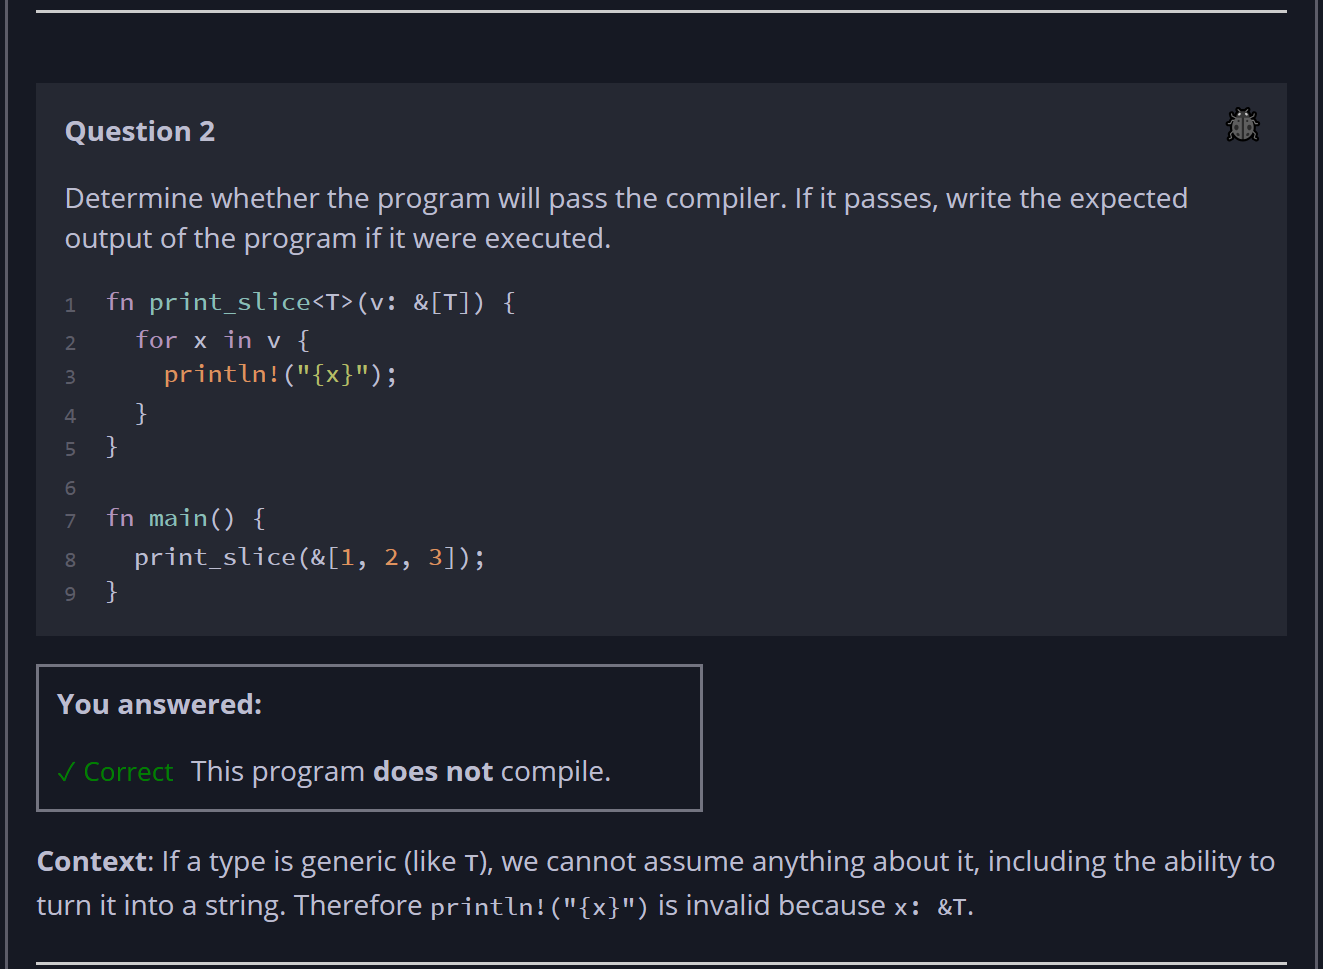 Question 2
Determine whether the program will pass the compiler. If it passes, write the expected
output of the program if it were executed.
1 fn print_slice<T>(v: &[T]) {
2   for x in v {
3     println!("{x}");
4   }
5 }
6
7 fn main() {
8   print_slice(&[1, 2, 3]);
9 }
You answered:
✓ Correct This program does not compile.
Context: If a type is generic (like T), we cannot assume anything about it, including the ability to
turn it into a string. Therefore println!("{x}") is invalid because x: &T.